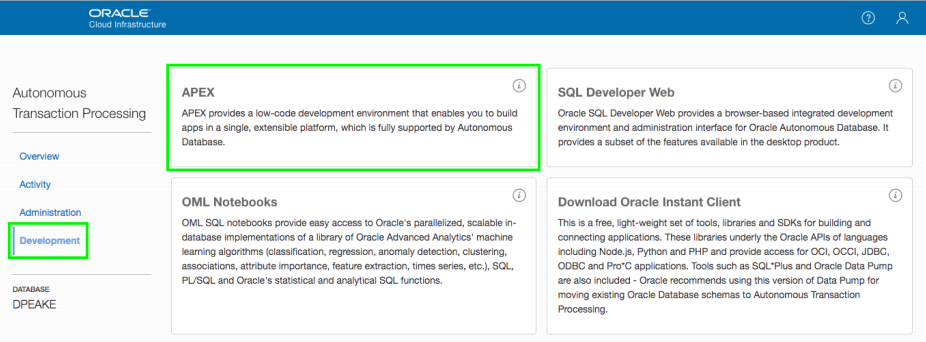 ORACLE
Cloud Infrastructure
Autonomous
Transaction Processing
Overview
Activity
Administration
Development
DATABASE
DPEAKE
APEX
APEX provides a low-code development environment that enables you to build
apps in a single, extensible platform, which is fully supported by Autonomous
Database.
SQL Developer Web
Oracle SQL Developer Web provides a browser-based integrated development
environment and administration interface for Oracle Autonomous Database. It
provides a subset of the features available in the desktop product.
OML Notebooks
OML SQL notebooks provide easy access to Oracle's parallelized, scalable in-
database implementations of a library of Oracle Advanced Analytics' machine
learning algorithms (classification, regression, anomaly detection, clustering,
associations, attribute importance, feature extraction, times series, etc.), SQL,
PL/SQL and Oracle's statistical and analytical SQL functions.
Download Oracle Instant Client
This is a free, light-weight set of tools, libraries and SDKs for building and
connecting applications. These libraries underly the Oracle APIs of languages
including Node.js, Python and PHP and provide access for OCI, OCCI, JDBC,
ODBC and Pro*C applications. Tools such as SQL*Plus and Oracle Data Pump
are also included - Oracle recommends using this version of Data Pump for
moving existing Oracle Database schemas to Autonomous Transaction
Processing.